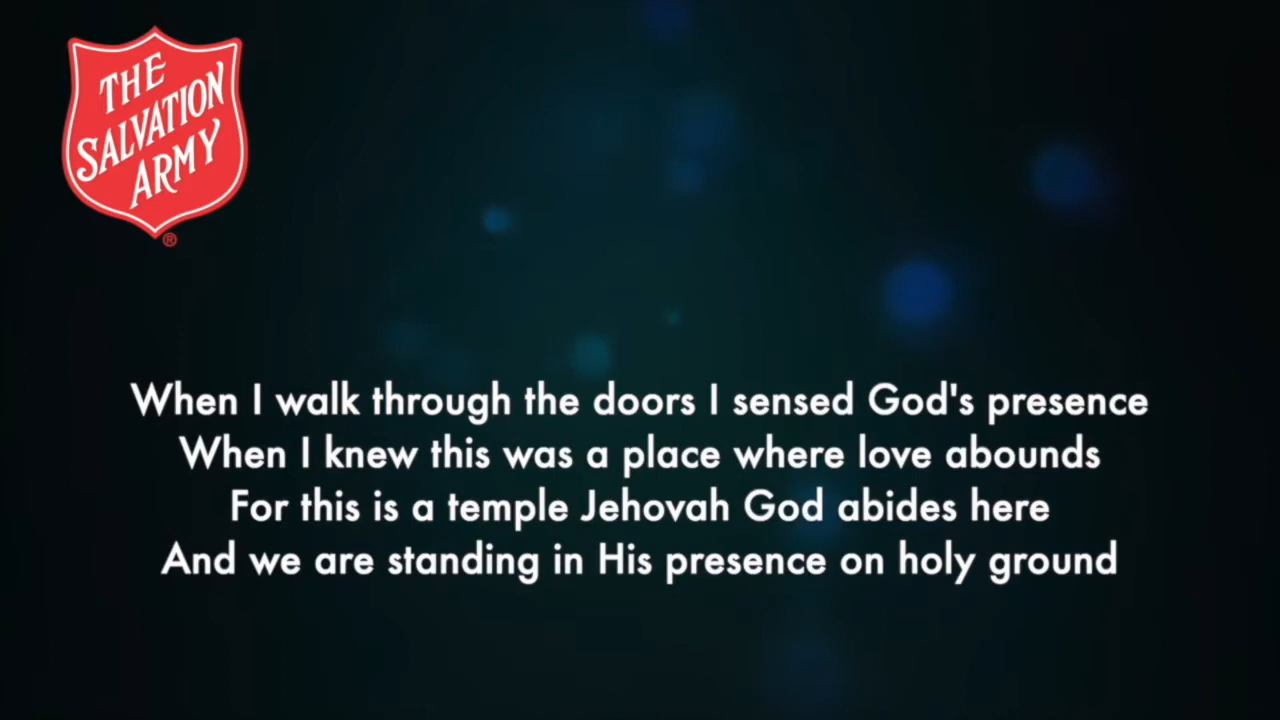 THE
SALVATION
ARMY
®
When I walk through the doors I sensed God's presence
When I knew this was a place where love abounds
For this is a temple Jehovah God abides here
And we are standing in His presence on holy ground